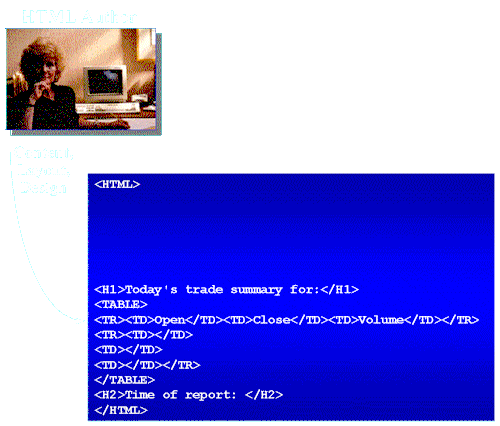 HTML Author
Content,
Layout,
Design
<HTML>
<H1>Today's trade summary for:</H1>
<TABLE>
<TR><TD>Open</TD><TD>Close</TD><TD>Volume</TD></TR>
<TR><TD></TD>
<TD></TD>
<TD></TD></TR>
</TABLE>
<H2>Time of report: </H2>
</HTML>